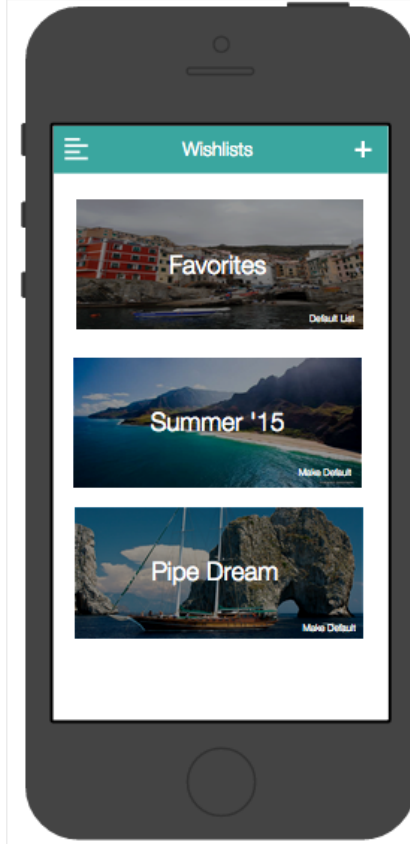 Wishlists
Favorites
Default List
Summer '15
Make Default
Pipe Dream
Make Default